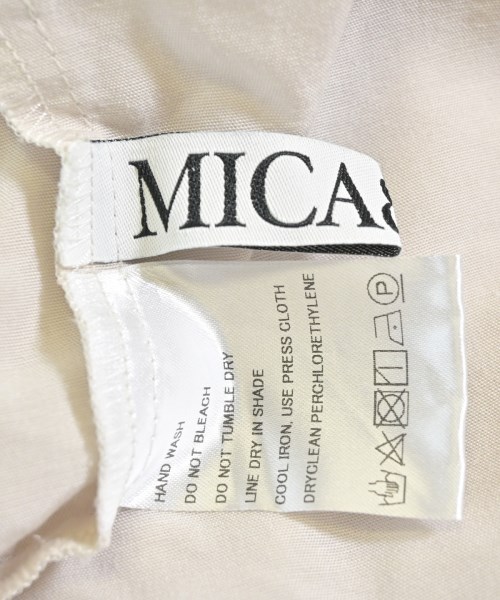 MICA&
HAND WASH
DO NOT BLEACH
DO NOT TUMBLE DRY
LINE DRY IN SHADE
COOL IRON, USE PRESS CLOTH
DRYCLEAN PERCHLORETHYLENE
P